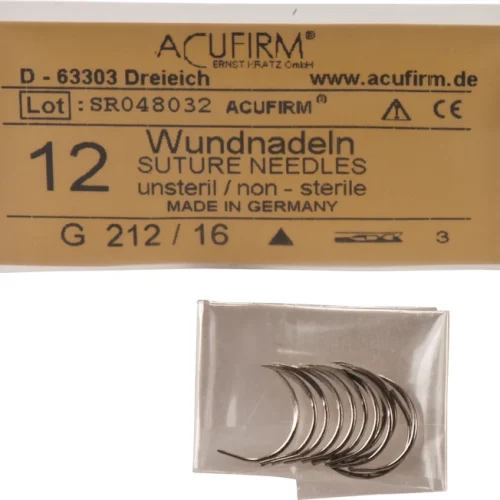 ACUFIRM®
ERNST KRATZ GmbH
D - 63303 Dreieich
www.acufirm.de
Lot : SR048032 ACUFIRM® CE
12 Wundnadeln
SUTURE NEEDLES
unsteril / non - sterile
MADE IN GERMANY
G 212 / 16 3